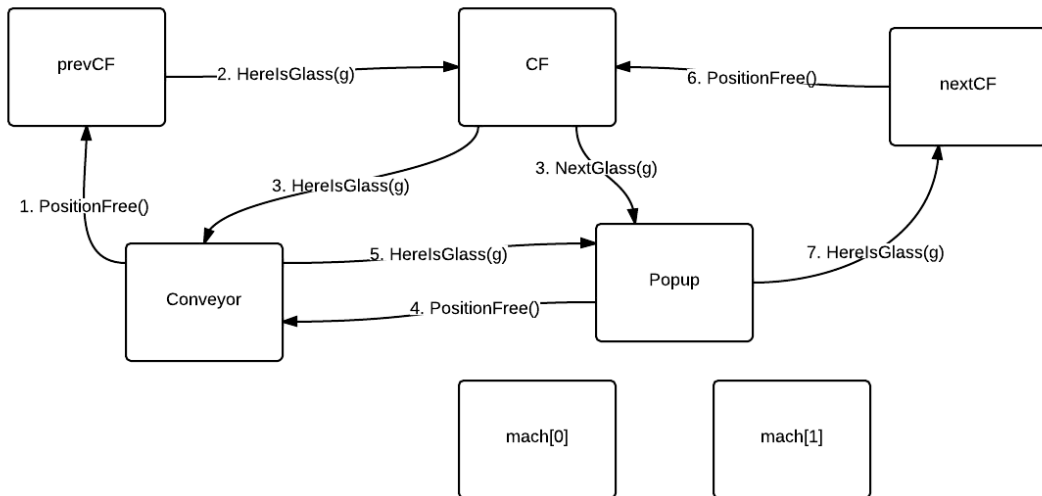 prevCF
2. HereIsGlass(g)
CF
6. PositionFree()
nextCF
3. HereIsGlass(g)
3. NextGlass(g)
1. PositionFree()
5. HereIsGlass(g)
7. HereIsGlass(g)
Conveyor
Popup
4. PositionFree()
mach[0]
mach[1]